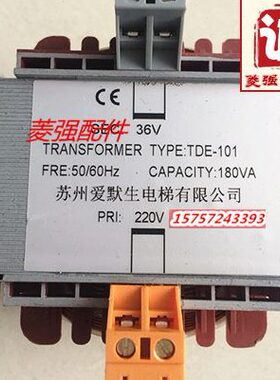 菱强
CE
SEC: 36V
菱强配件
TRANSFORMER TYPE:TDE-101
FRE:50/60Hz CAPACITY:180VA
苏州爱默生电梯有限公司
PRI: 220V
15757243393